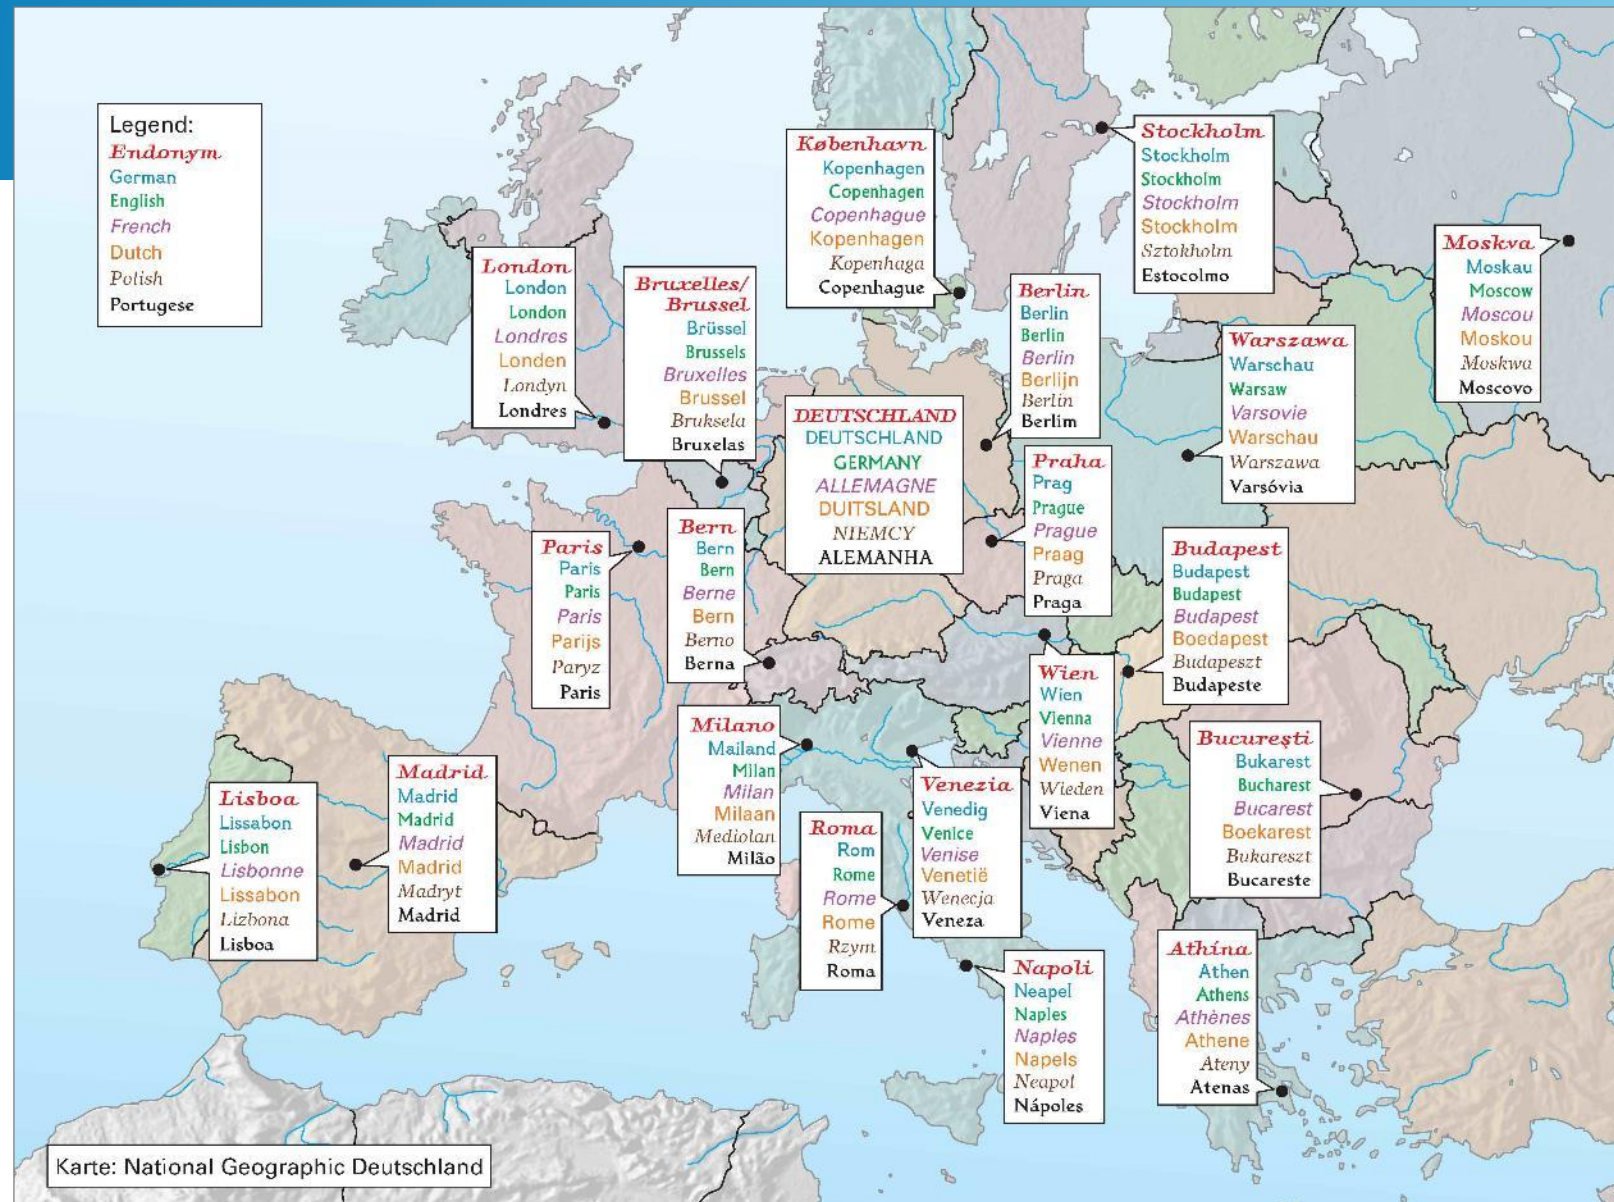 Legend:
Endonym
German
English
French
Dutch
Polish
Portugese
København
Kopenhagen
Copenhagen
Copenhague
Kopenhagen
Kopenhaga
Copenhague
Stockholm
Stockholm
Stockholm
Stockholm
Stockholm
Sztokholm
Estocolmo
Moskva
Moskau
Moscow
Moscou
Moskou
Moskwa
Moscovo
London
London
London
Londres
Londen
Londyn
Londres
Bruxelles/
Brussel
Brüssel
Brussels
Bruxelles
Brussel
Bruksela
Bruxelas
Berlin
Berlin
Berlin
Berlin
Berlijn
Berlin
Berlim
Warszawa
Warschau
Warsaw
Varsovie
Warschau
Warszawa
Varsóvia
DEUTSCHLAND
DEUTSCHLAND
GERMANY
ALLEMAGNE
DUITSLAND
NIEMCY
ALEMANHA
Praha
Prag
Prague
Prague
Praag
Praga
Praga
Paris
Paris
Paris
Paris
Parijs
Paryz
Paris
Bern
Bern
Bern
Berne
Bern
Berno
Berna
Budapest
Budapest
Budapest
Budapest
Boedapest
Budapeszt
Budapeste
Wien
Wien
Vienna
Vienne
Wenen
Wieden
Viena
Milano
Mailand
Milan
Milan
Milaan
Mediolan
Milão
București
Bukarest
Bucharest
Bucarest
Boekarest
Bukareszt
Bucareste
Lisboa
Lissabon
Lisbon
Lisbonne
Lissabon
Lizbona
Lisboa
Madrid
Madrid
Madrid
Madrid
Madrid
Madryt
Madrid
Venezia
Venedig
Venice
Venise
Venetië
Wenecja
Veneza
Roma
Rom
Rome
Rome
Rome
Rzym
Roma
Napoli
Neapel
Naples
Naples
Napels
Neapol
Nápoles
Athína
Athen
Athens
Athènes
Athene
Ateny
Atenas
Karte: National Geographic Deutschland